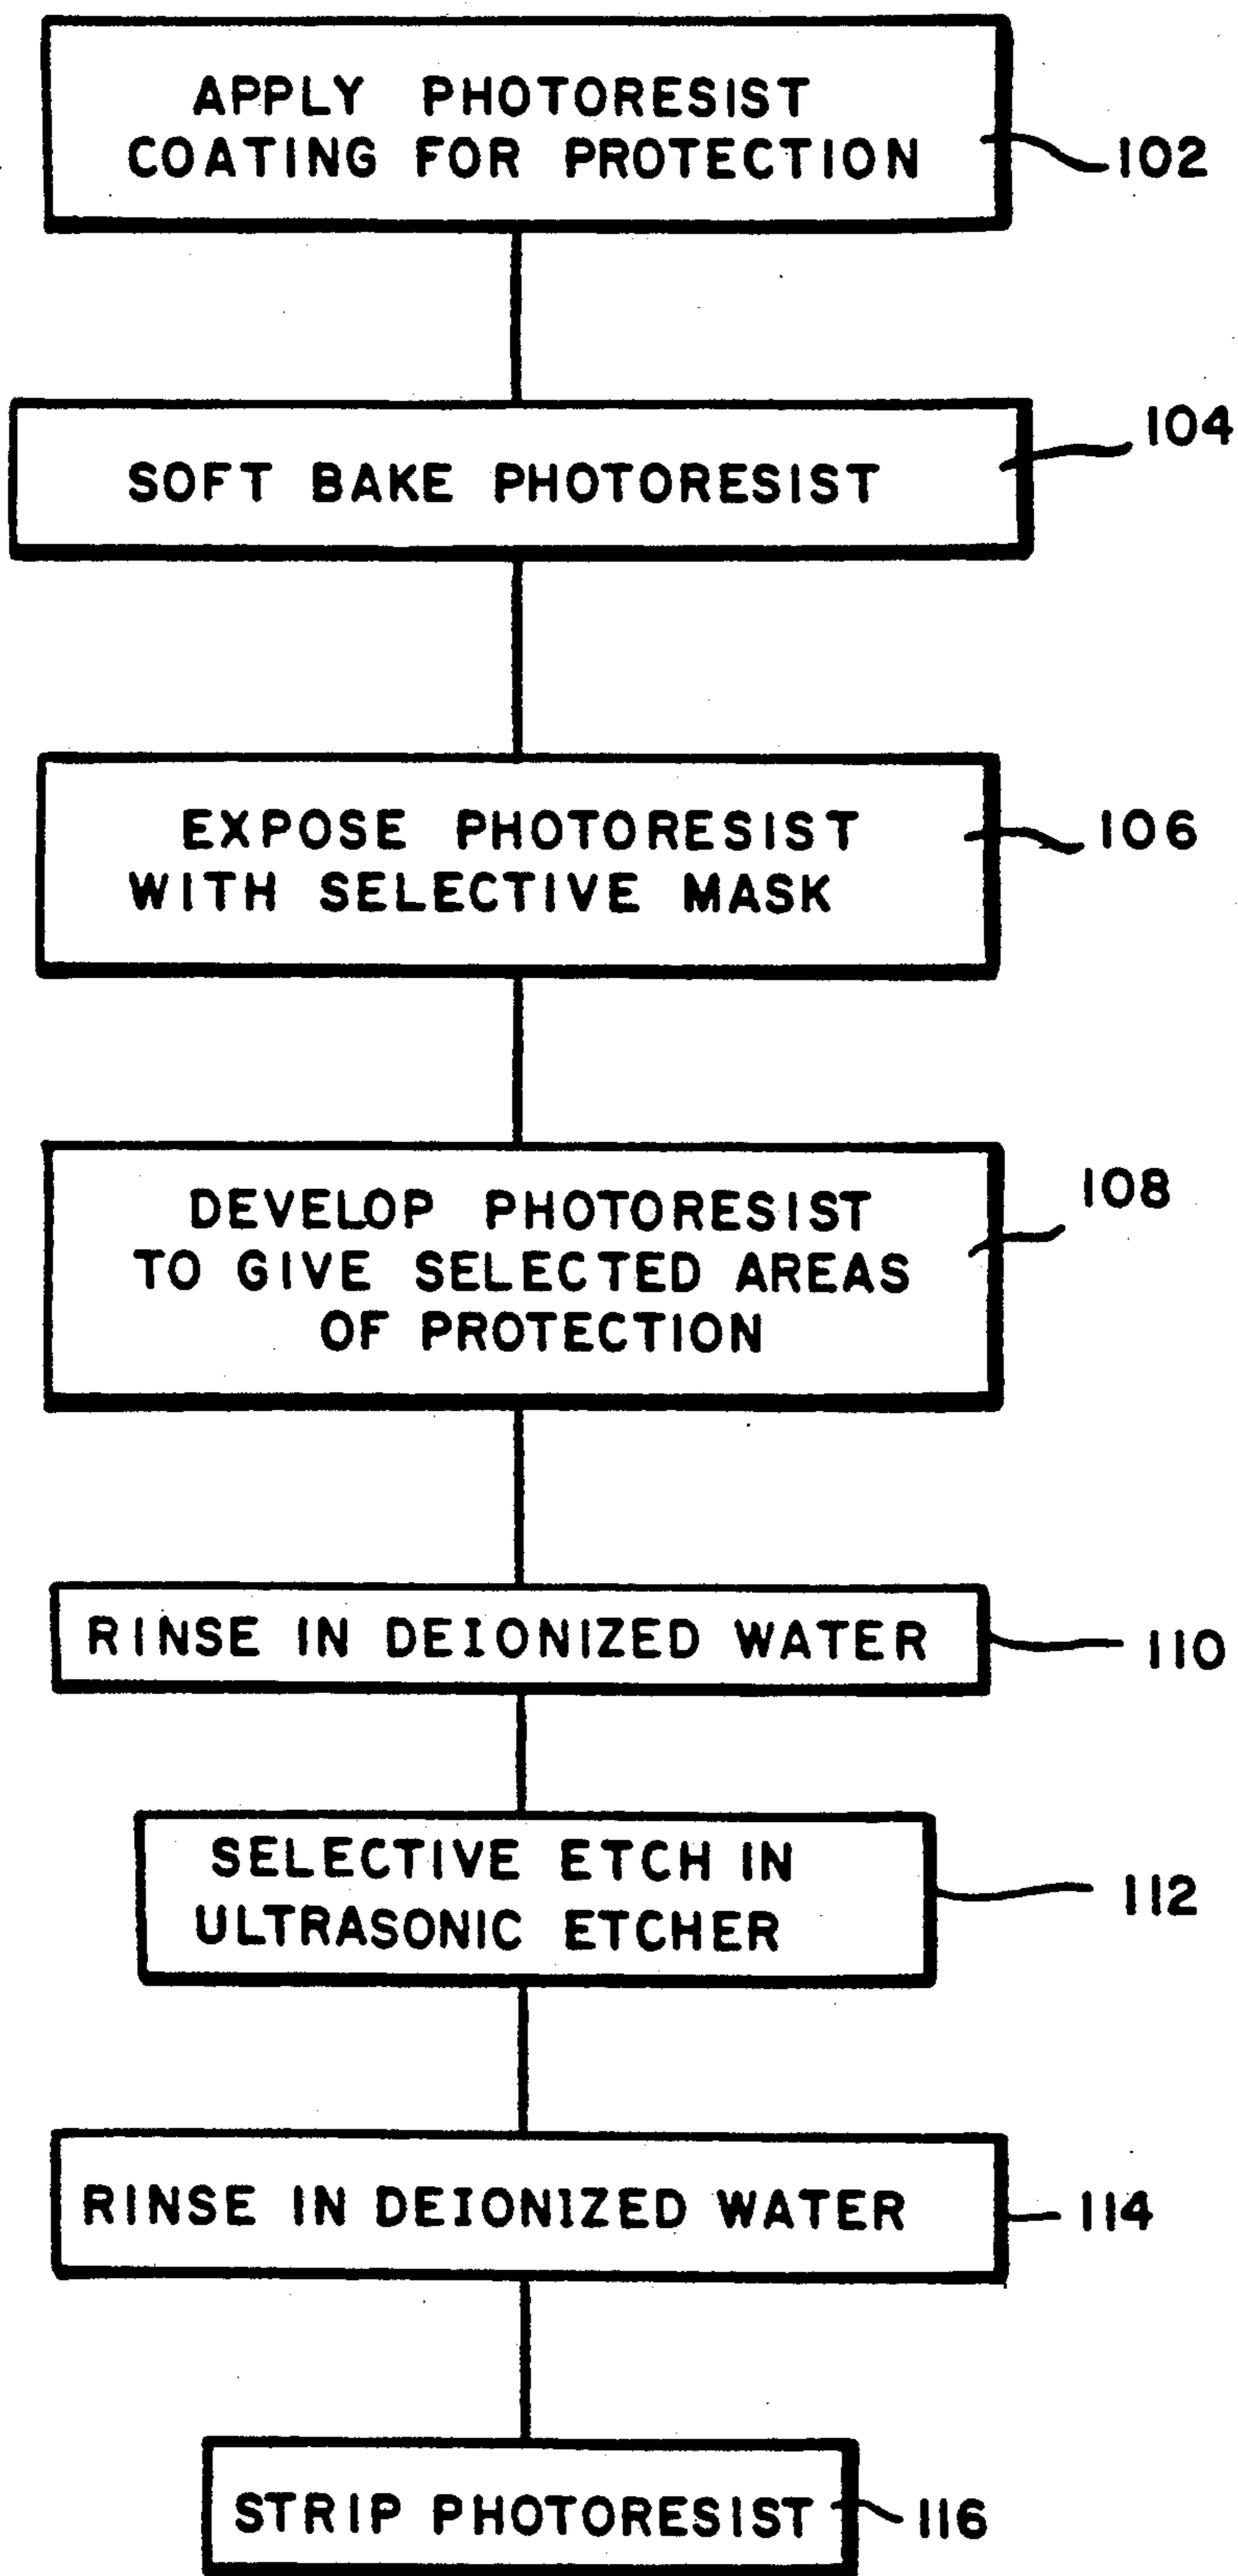 APPLY PHOTORESIST
COATING FOR PROTECTION
102
SOFT BAKE PHOTORESIST
104
EXPOSE PHOTORESIST
WITH SELECTIVE MASK
106
DEVELOP PHOTORESIST
TO GIVE SELECTED AREAS
OF PROTECTION
108
RINSE IN DEIONIZED WATER
110
SELECTIVE ETCH IN
ULTRASONIC ETCHER
112
RINSE IN DEIONIZED WATER
114
STRIP PHOTORESIST
116